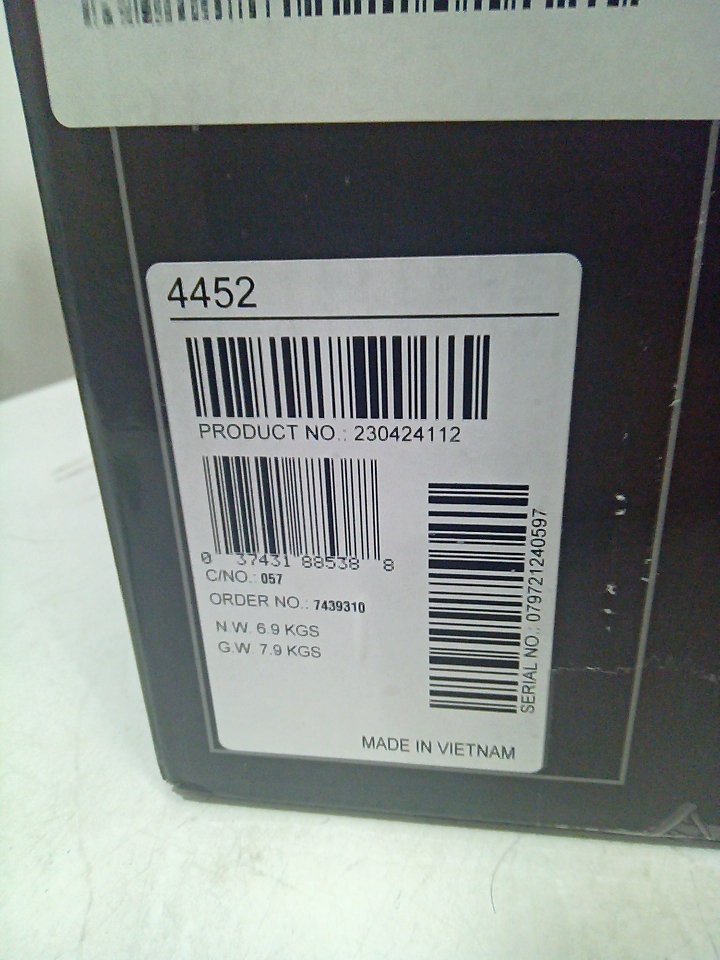 4452
PRODUCT NO.: 230424112
0 37431 88538 8
C/NO.: 057
ORDER NO.: 7439310
N.W. 6.9 KGS
G.W. 7.9 KGS
SERIAL NO.: 079721240597
MADE IN VIETNAM